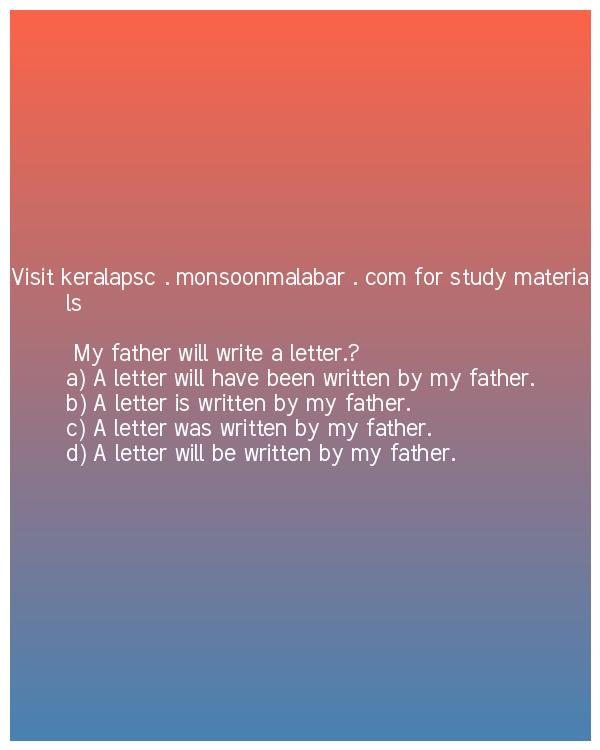 Visit keralapsc . monsoonmalabar . com for study materia
ls
My father will write a letter.?
a) A letter will have been written by my father.
b) A letter is written by my father.
c) A letter was written by my father.
d) A letter will be written by my father.